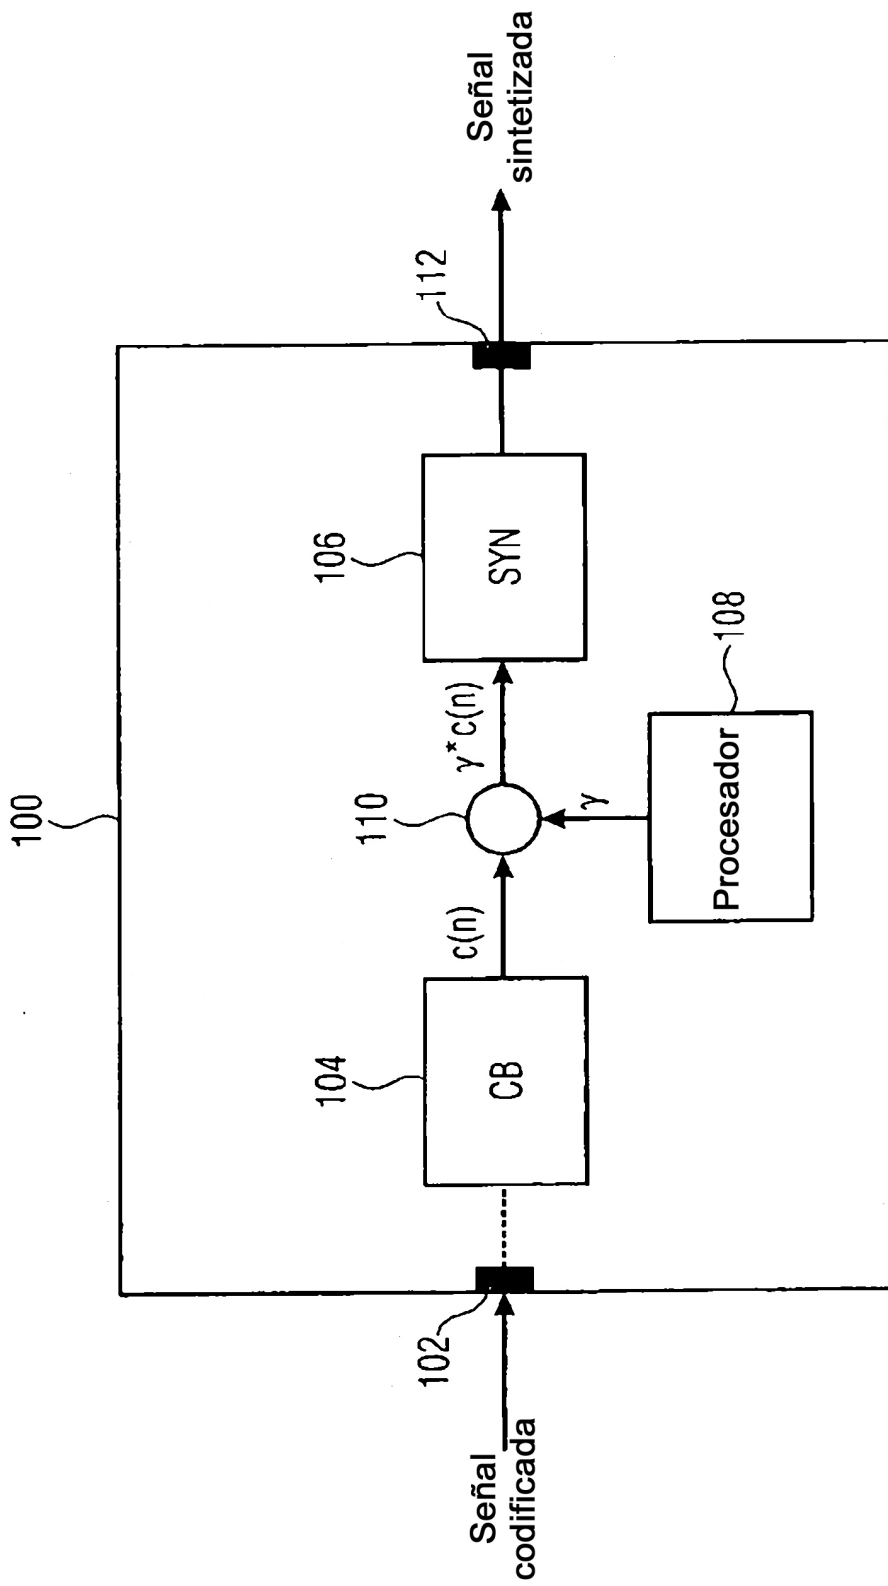 100
Señal
codificada
102
104
CB
c(n)
110
γ*c(n)
γ
Procesador
108
106
SYN
112
Señal
sintetizada